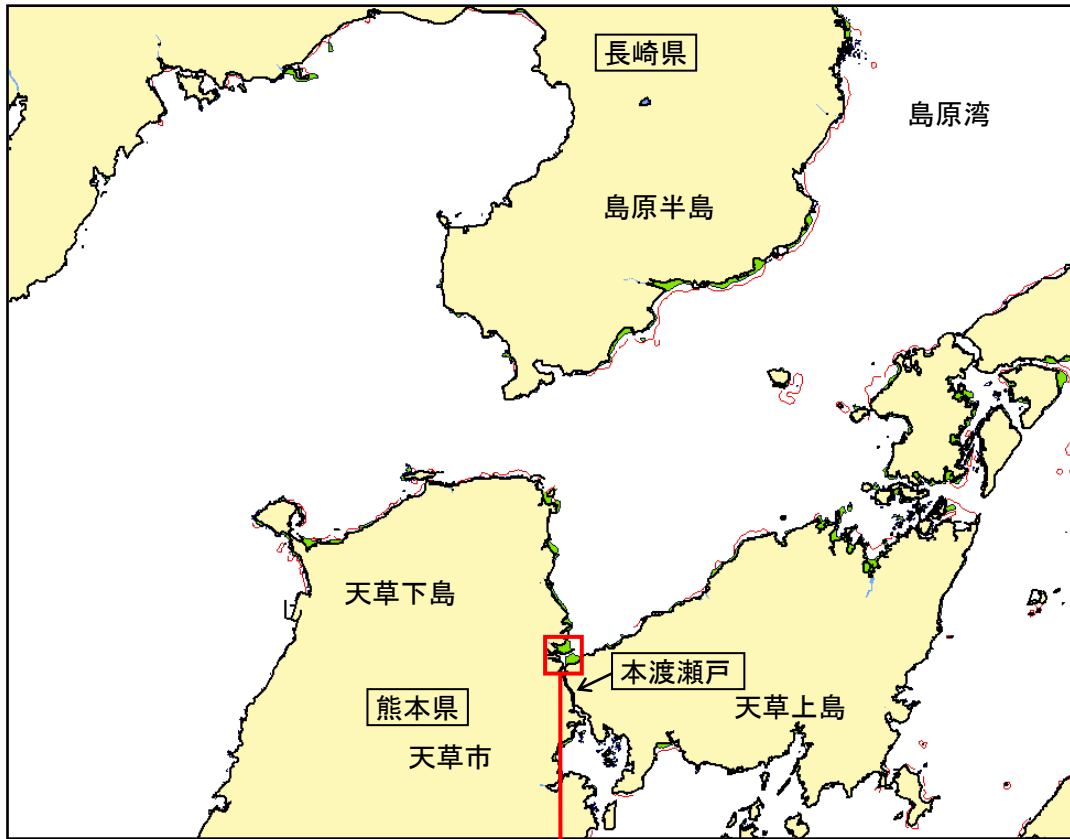 長崎県
島原湾
島原半島
天草下島
本渡瀬戸
熊本県
天草上島
天草市